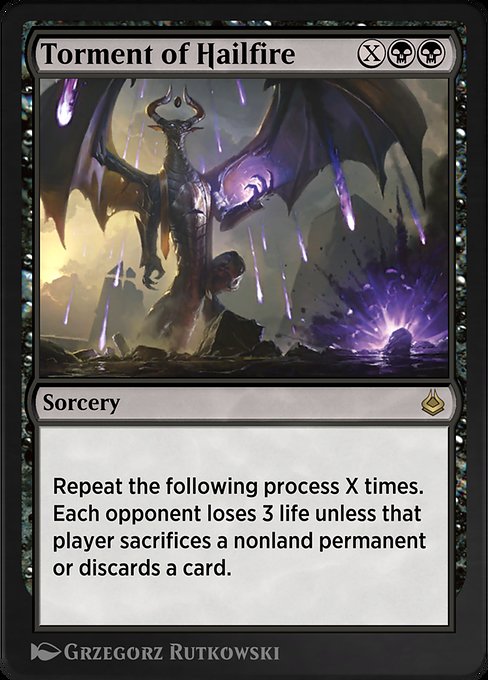 Torment of Hailfire X
Sorcery
Repeat the following process X times.
Each opponent loses 3 life unless that
player sacrifices a nonland permanent
or discards a card.
Grzegorz Rutkowski